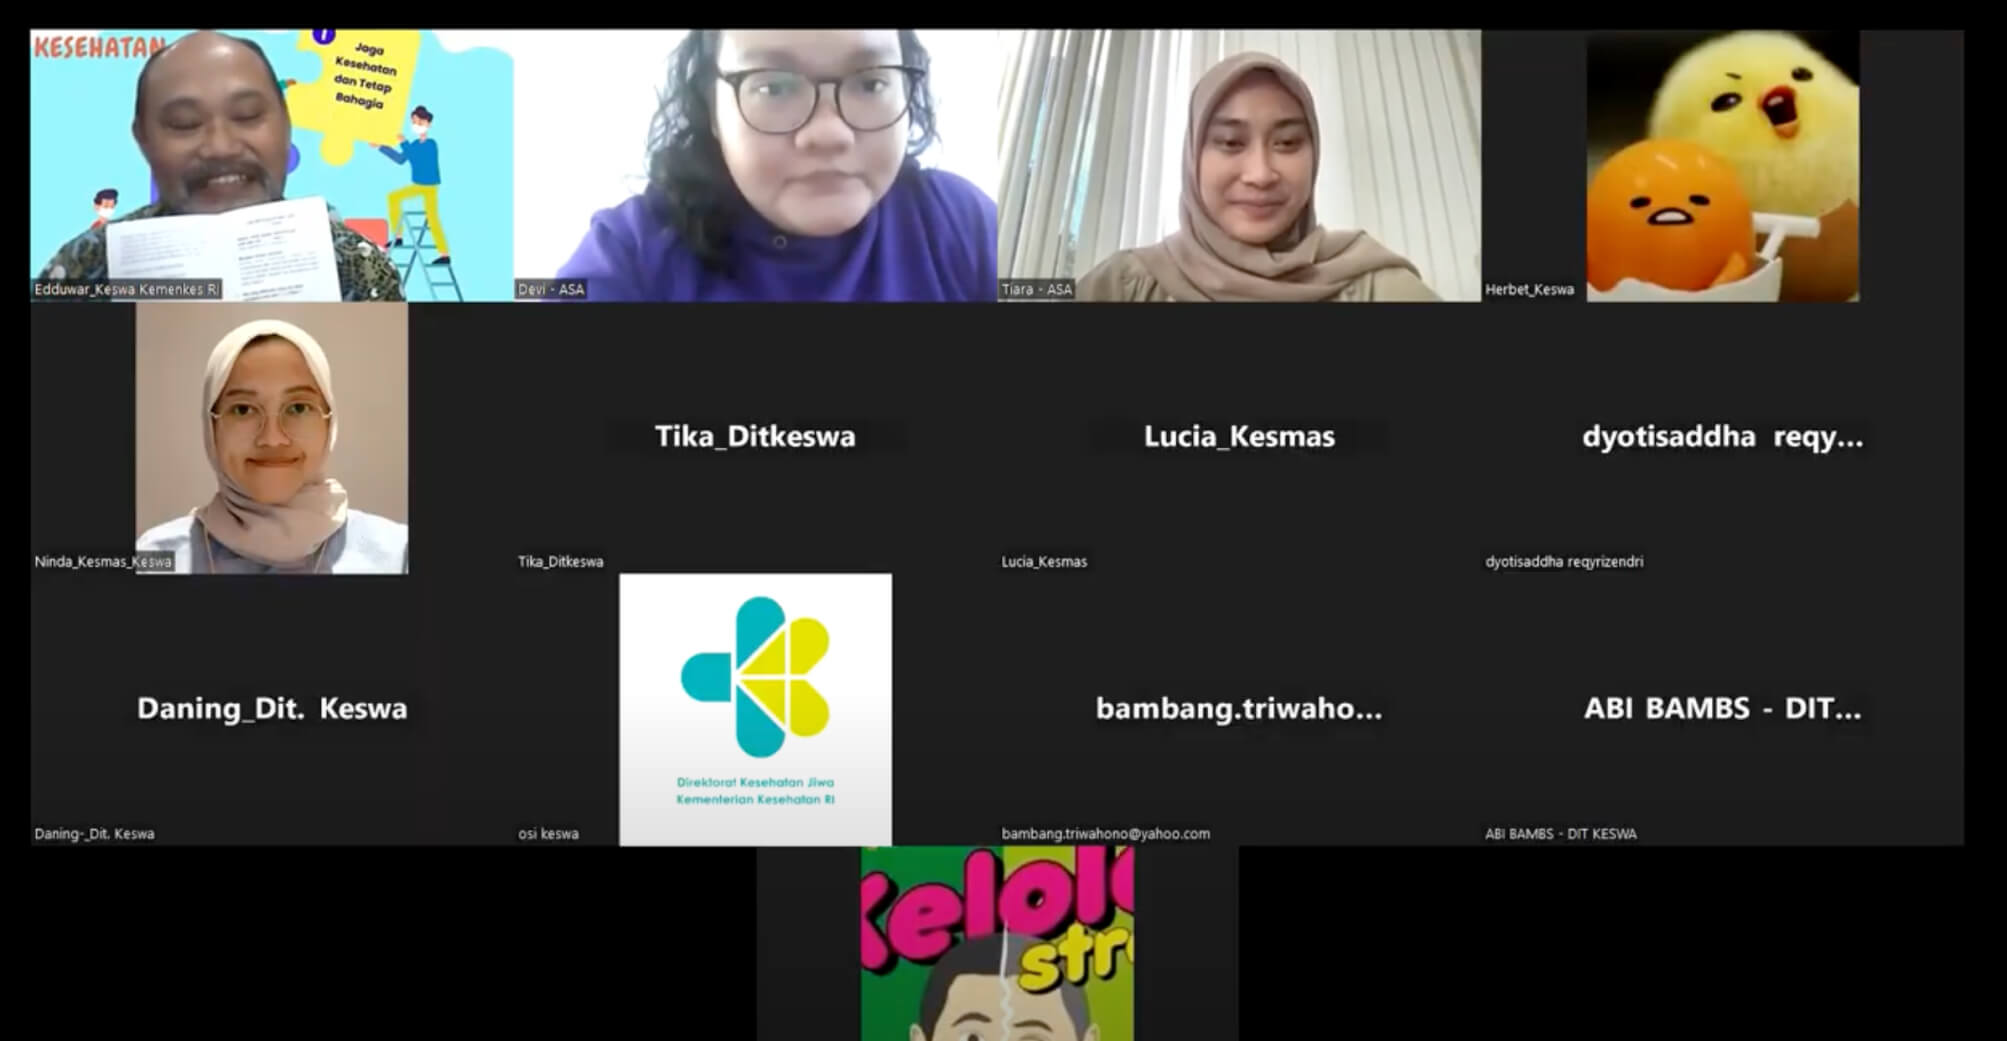 KESEHATAN
Jaga
Kesehatan
dan Tetap
Bahagia
Edduwar_Keswa Kemenkes RI
Devi - ASA
Tiara - ASA
Herbet_Keswa
Tika_Ditkeswa
Lucia_Kesmas
dyotisaddha reqy...
Ninda_Kesmas_Keswa
Tika_Ditkeswa
Lucia_Kesmas
dyotisaddha reqyrizendri
Daning_Dit. Keswa
Direktorat Kesehatan Jiwa
Kementerian Kesehatan RI
bambang.triwaho...
ABI BAMBS - DIT...
Daning-_Dit. Keswa
osi keswa
bambang.triwahono@yahoo.com
ABI BAMBS - DIT KESWA
Kelol
str